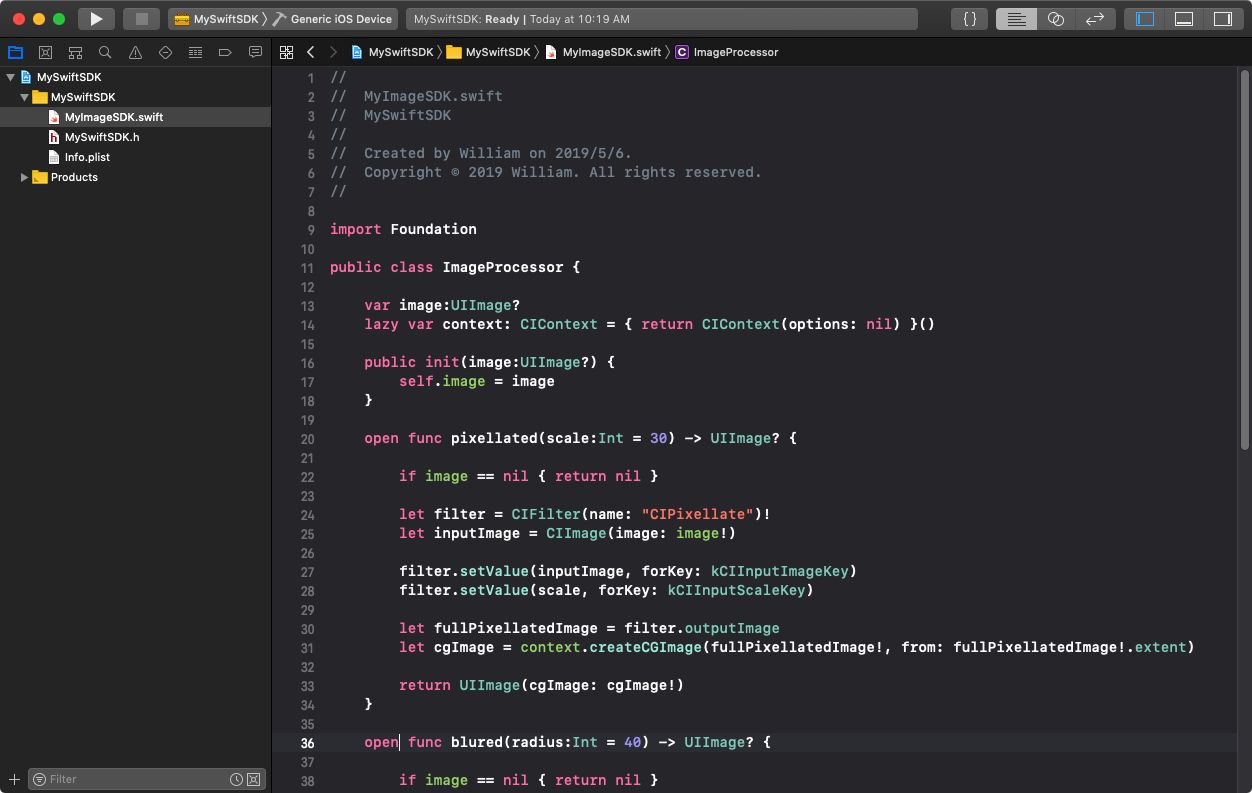 MySwiftSDK Generic iOS Device
MySwiftSDK: Ready | Today at 10:19 AM
{}
MySwiftSDK
MySwiftSDK
MyImageSDK.swift
MySwiftSDK.h
Info.plist
Products
Filter
MySwiftSDK MySwiftSDK MyImageSDK.swift C ImageProcessor
1 //
2 //  MyImageSDK.swift
3 //  MySwiftSDK
4 //
5 //  Created by William on 2019/5/6.
6 //  Copyright © 2019 William. All rights reserved.
7 //
8
9 import Foundation
10
11 public class ImageProcessor {
12
13     var image:UIImage?
14     lazy var context: CIContext = { return CIContext(options: nil) }()
15
16     public init(image:UIImage?) {
17         self.image = image
18     }
19
20     open func pixellated(scale:Int = 30) -> UIImage? {
21
22         if image == nil { return nil }
23
24         let filter = CIFilter(name: "CIPixellate")!
25         let inputImage = CIImage(image: image!)
26
27         filter.setValue(inputImage, forKey: kCIInputImageKey)
28         filter.setValue(scale, forKey: kCIInputScaleKey)
29
30         let fullPixellatedImage = filter.outputImage
31         let cgImage = context.createCGImage(fullPixellatedImage!, from: fullPixellatedImage!.extent)
32
33         return UIImage(cgImage: cgImage!)
34     }
35
36     open func blured(radius:Int = 40) -> UIImage? {
37
38         if image == nil { return nil }